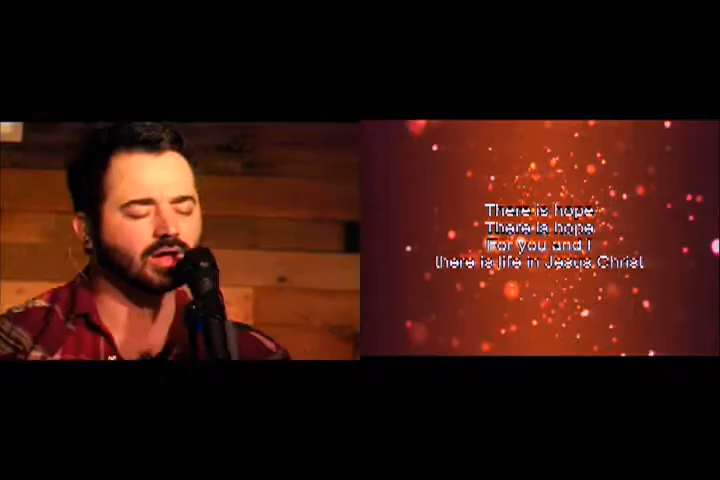 There is hope
There is hope
For you and I
there is life in Jesus Christ